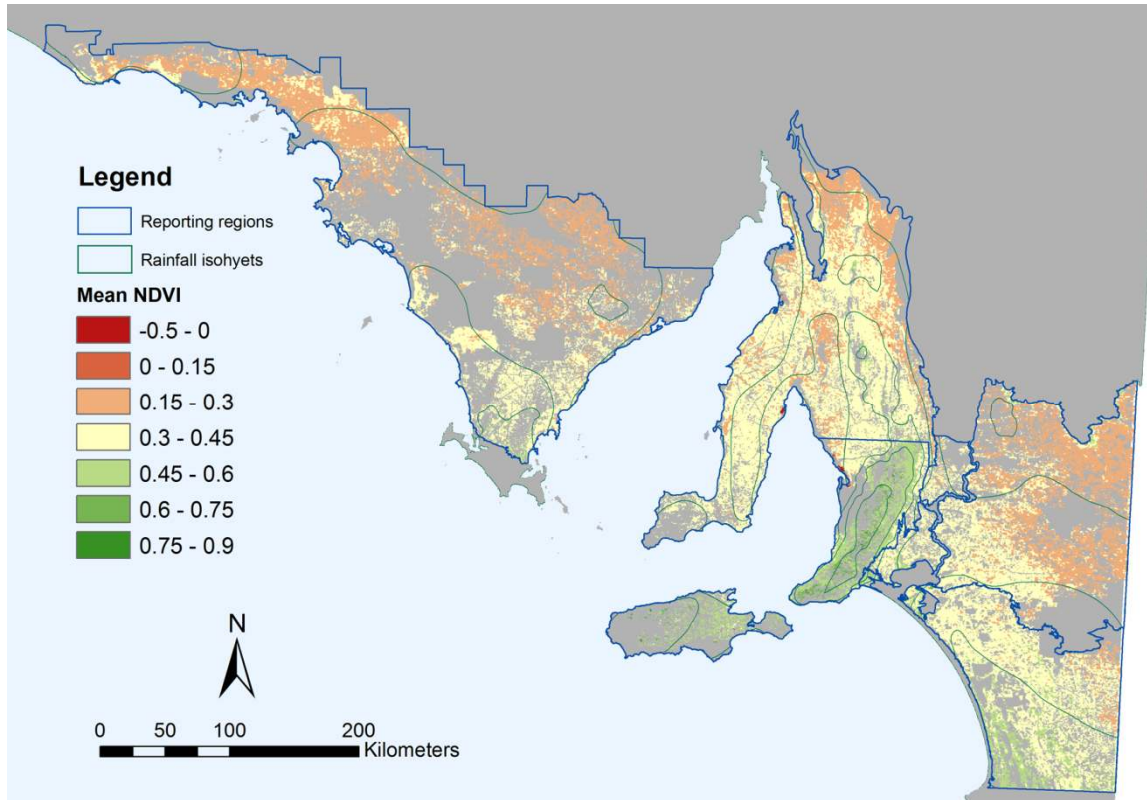 Legend
Reporting regions
Rainfall isohyets
Mean NDVI
-0.5 - 0
0 - 0.15
0.15 - 0.3
0.3 - 0.45
0.45 - 0.6
0.6 - 0.75
0.75 - 0.9
N
0 50 100 200
Kilometers